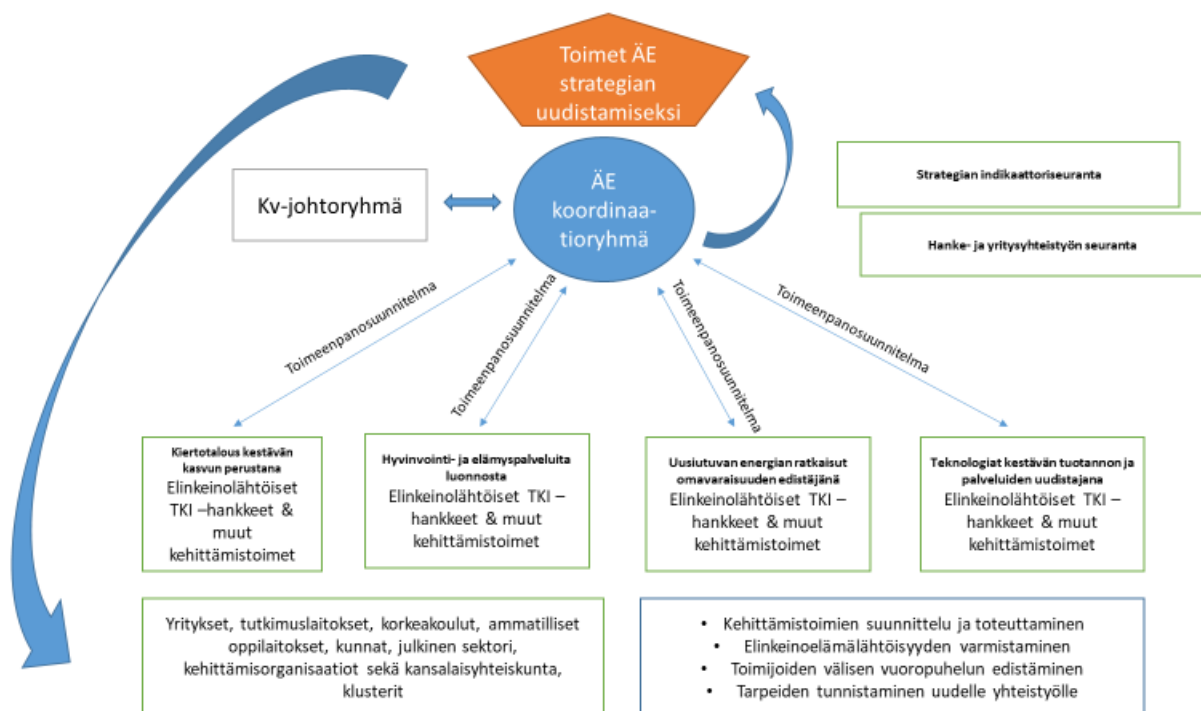 Toimet ÄE
strategian
uudistamiseksi
ÄE
koordinaa-
tioryhmä
Kv-johtoryhmä
Strategian indikaattoriseuranta
Hanke- ja yritysyhteistyön seuranta
Toimeenpanosuunnitelma
Toimeenpanosuunnitelma
Toimeenpanosuunnitelma
Toimeenpanosuunnitelma
Kiertotalous kestävän
kasvun perustana
Elinkeinolähtöiset
TKI –hankkeet &
muut
kehittämistoimet
Hyvinvointi- ja elämyspalveluita
luonnosta
Elinkeinolähtöiset TKI –
hankkeet & muut
kehittämistoimet
Uusiutuvan energian ratkaisut
omavaraisuuden edistäjänä
Elinkeinolähtöiset TKI –
hankkeet & muut
kehittämistoimet
Teknologiat kestävän tuotannon ja
palveluiden uudistajana
Elinkeinolähtöiset TKI –
hankkeet & muut
kehittämistoimet
Yritykset, tutkimuslaitokset, korkeakoulut, ammatilliset
oppilaitokset, kunnat, julkinen sektori,
kehittämisorganisaatiot sekä kansalaisyhteiskunta,
klusterit
• Kehittämistoimien suunnittelu ja toteuttaminen
• Elinkeinoelämälähtöisyyden varmistaminen
• Toimijoiden välisen vuoropuhelun edistäminen
• Tarpeiden tunnistaminen uudelle yhteistyölle